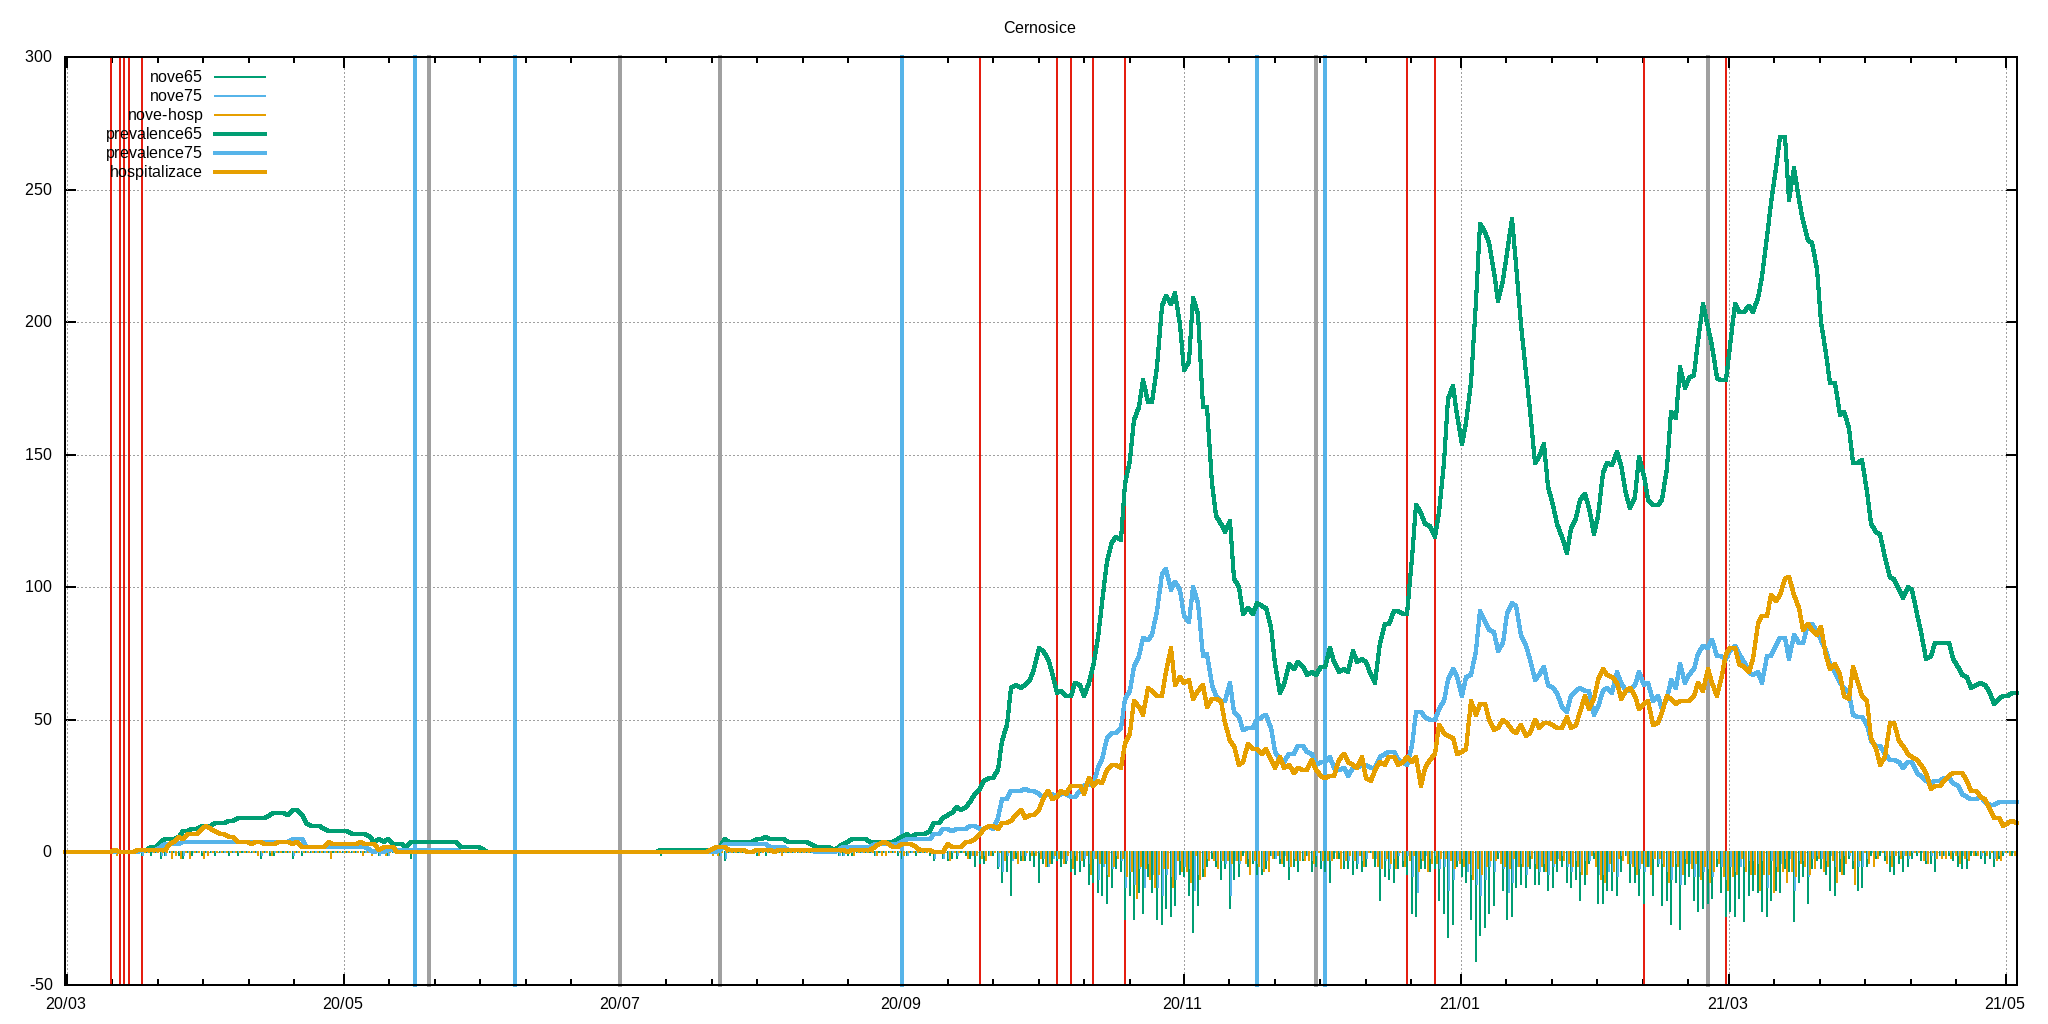 Cernosice
300
250
200
150
100
50
0
-50
nove65
nove75
nove-hosp
prevalence65
prevalence75
hospitalizace
20/03 20/05 20/07 20/09 20/11 21/01 21/03 21/05